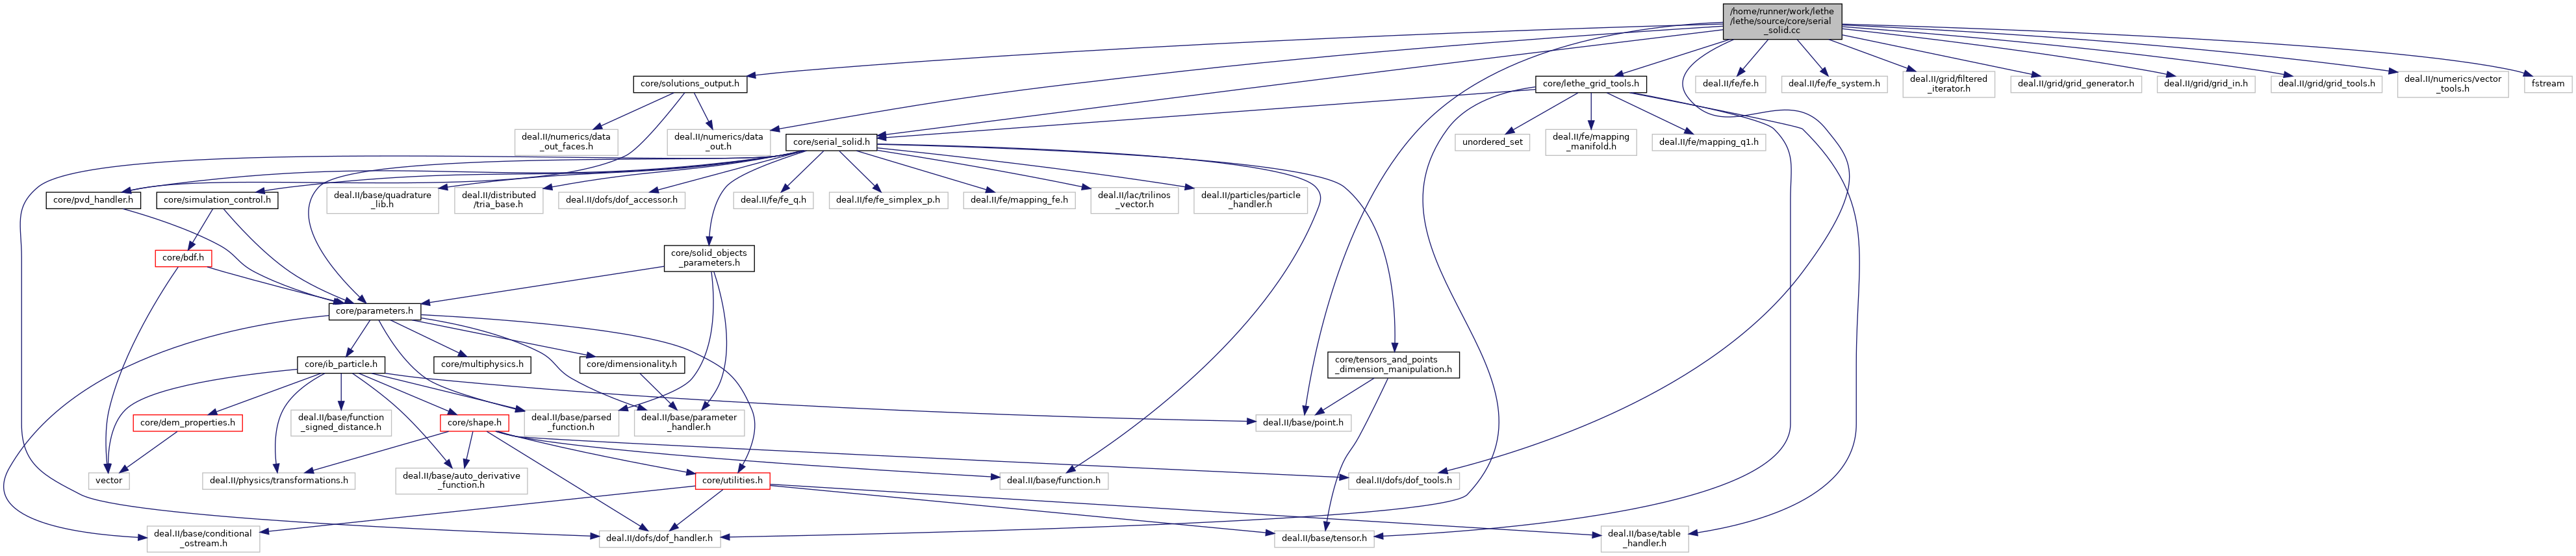 /home/runner/work/lethe
/lethe/source/core/serial
_solid.cc
core/solutions_output.h
core/lethe_grid_tools.h
deal.II/fe/fe.h
deal.II/fe/fe_system.h
deal.II/grid/filtered
_iterator.h
deal.II/grid/grid_generator.h
deal.II/grid/grid_in.h
deal.II/grid/grid_tools.h
deal.II/numerics/vector
_tools.h
fstream
deal.II/numerics/data
_out_faces.h
deal.II/numerics/data
_out.h
core/serial_solid.h
unordered_set
deal.II/fe/mapping
_manifold.h
deal.II/fe/mapping_q1.h
core/pvd_handler.h
core/simulation_control.h
deal.II/base/quadrature
_lib.h
deal.II/distributed
/tria_base.h
deal.II/dofs/dof_accessor.h
deal.II/fe/fe_q.h
deal.II/fe/fe_simplex_p.h
deal.II/fe/mapping_fe.h
deal.II/lac/trilinos
_vector.h
deal.II/particles/particle
_handler.h
core/bdf.h
core/solid_objects
_parameters.h
core/parameters.h
core/ib_particle.h
core/multiphysics.h
core/dimensionality.h
core/tensors_and_points
_dimension_manipulation.h
core/dem_properties.h
deal.II/base/function
_signed_distance.h
core/shape.h
deal.II/base/parsed
_function.h
deal.II/base/parameter
_handler.h
deal.II/base/point.h
vector
deal.II/physics/transformations.h
deal.II/base/auto_derivative
_function.h
core/utilities.h
deal.II/base/function.h
deal.II/dofs/dof_tools.h
deal.II/base/conditional
_ostream.h
deal.II/dofs/dof_handler.h
deal.II/base/tensor.h
deal.II/base/table
_handler.h